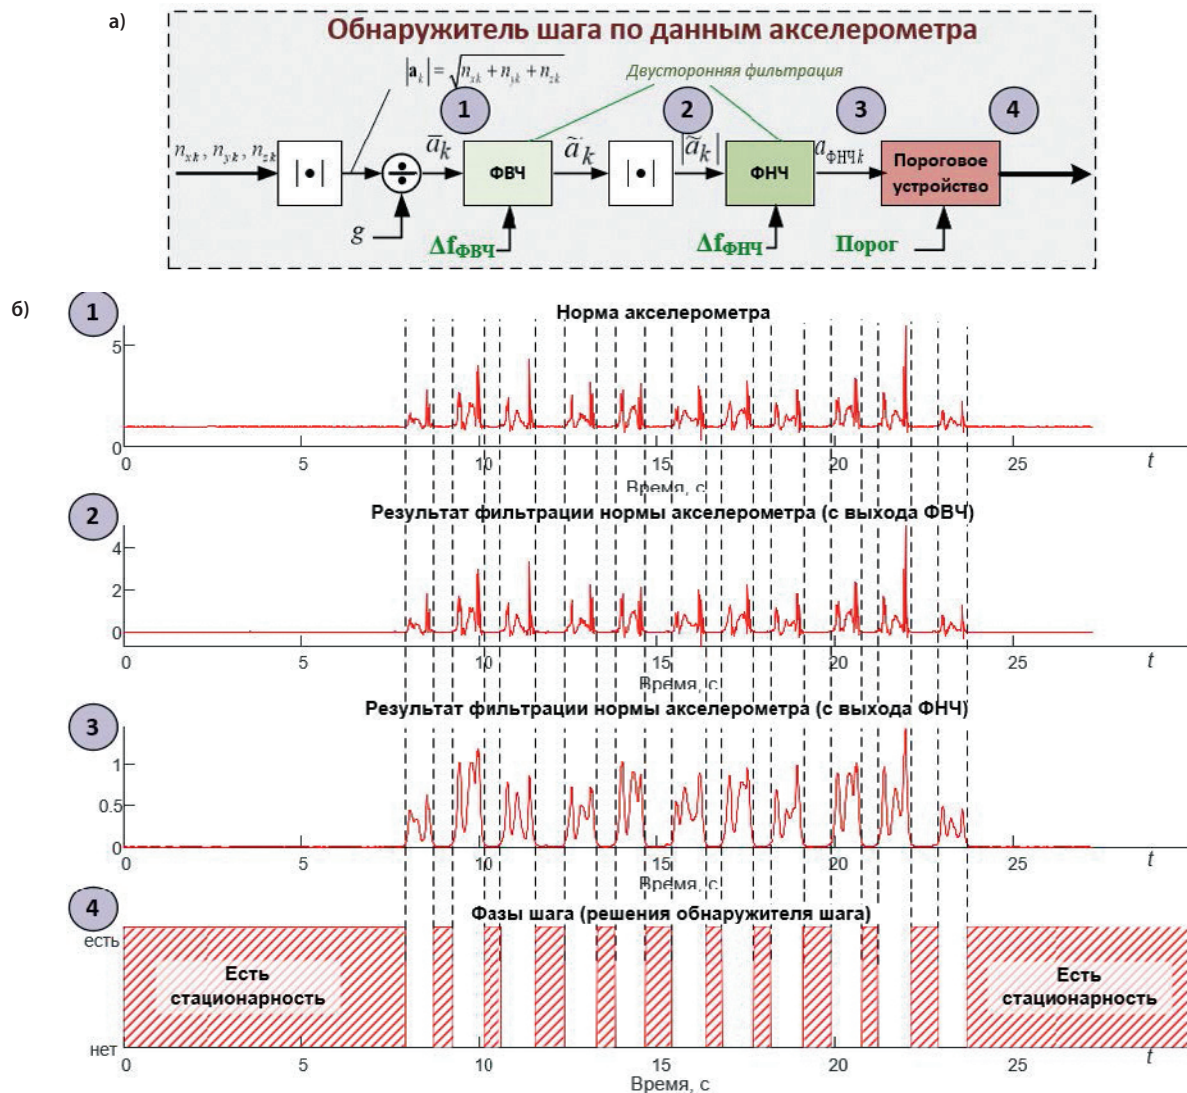 а)
Обнаружитель шага по данным акселерометра
|a_k| = √(n_xk + n_yk + n_zk)
Двусторонняя фильтрация
1
2
3
4
n_xk, n_yk, n_zk
|•|
÷
a̅_k
ФВЧ
ã_k
|•|
|ã_k|
ФНЧ
a_ФНЧk
Пороговое
устройство
g
Δf_ФВЧ
Δf_ФНЧ
Порог
б)
1
Норма акселерометра
5
0
0 5 10 15 20 25 t
Время, с
2
Результат фильтрации нормы акселерометра (с выхода ФВЧ)
4
2
0
0 5 10 15 20 25 t
Время, с
3
Результат фильтрации нормы акселерометра (с выхода ФНЧ)
1
0.5
0
0 5 10 15 20 25 t
Время, с
4
Фазы шага (решения обнаружителя шага)
есть
Есть
стационарность
Есть
стационарность
нет
0 5 10 15 20 25 t
Время, с